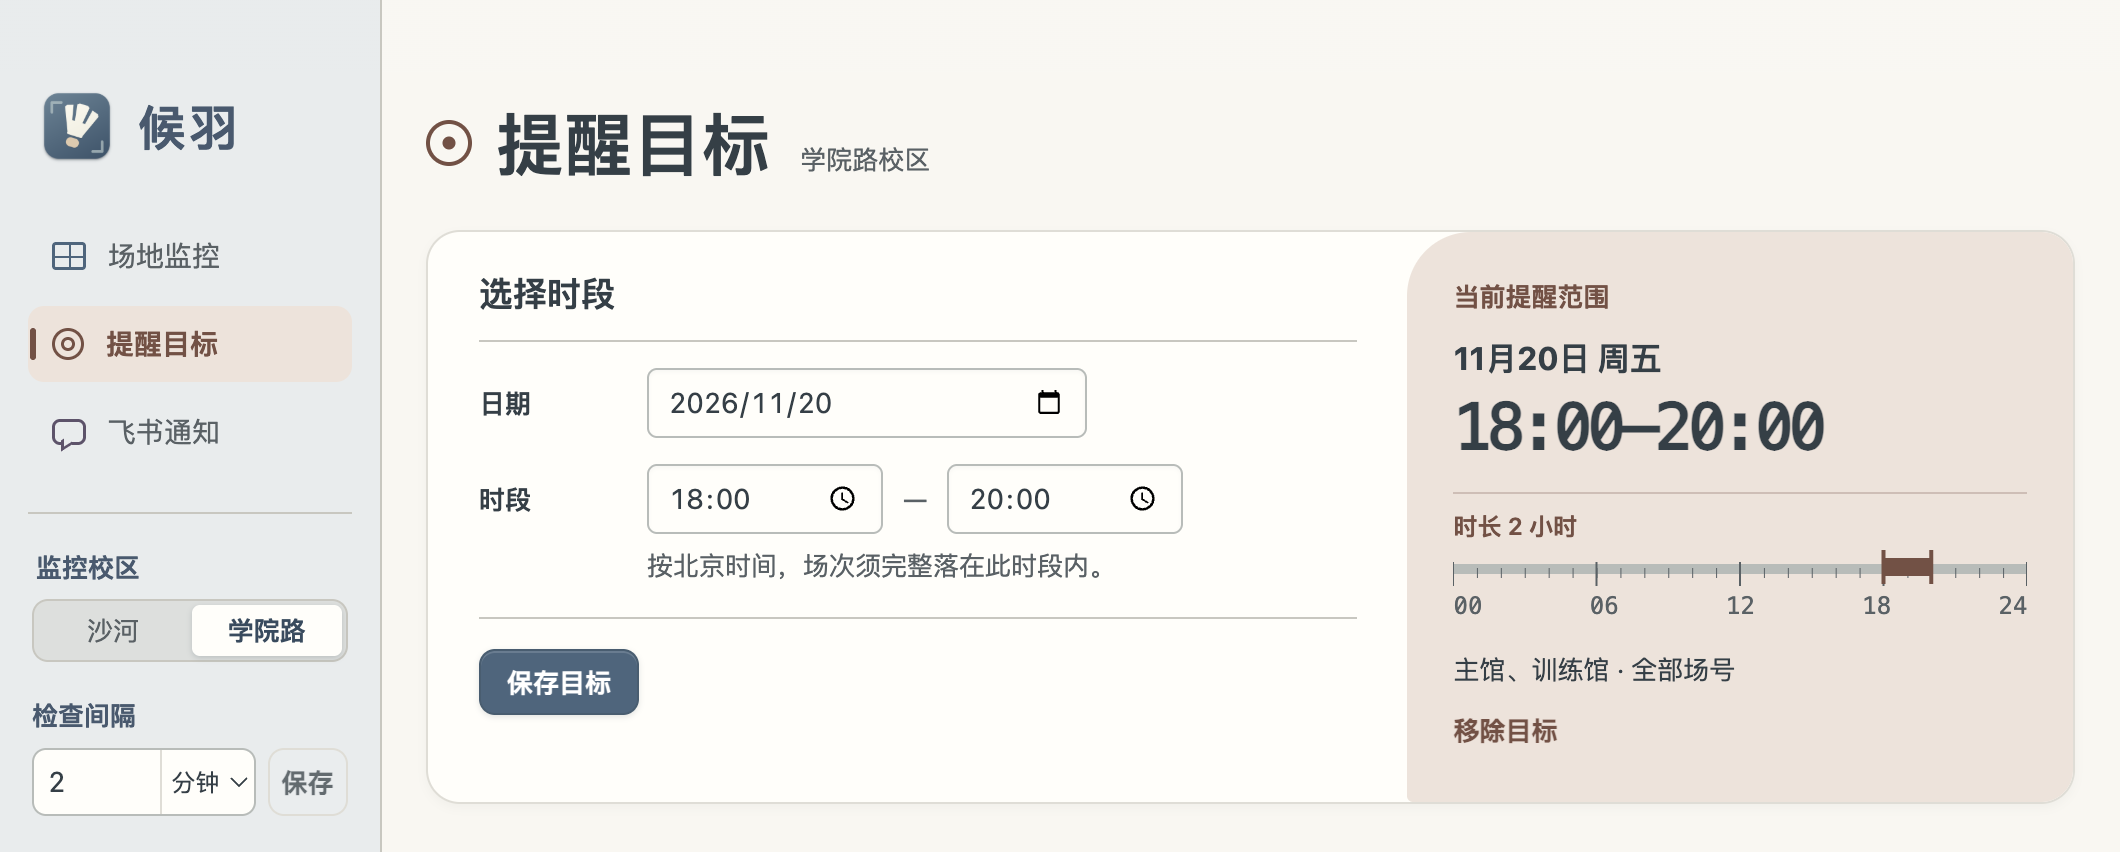 候羽
场地监控
提醒目标
飞书通知
监控校区
沙河
学院路
检查间隔
2
分钟
保存
提醒目标
学院路校区
选择时段
日期
2026/11/20
时段
18:00
—
20:00
按北京时间，场次须完整落在此时段内。
保存目标
当前提醒范围
11月20日 周五
18:00—20:00
时长 2 小时
00 06 12 18 24
主馆、训练馆 · 全部场号
移除目标